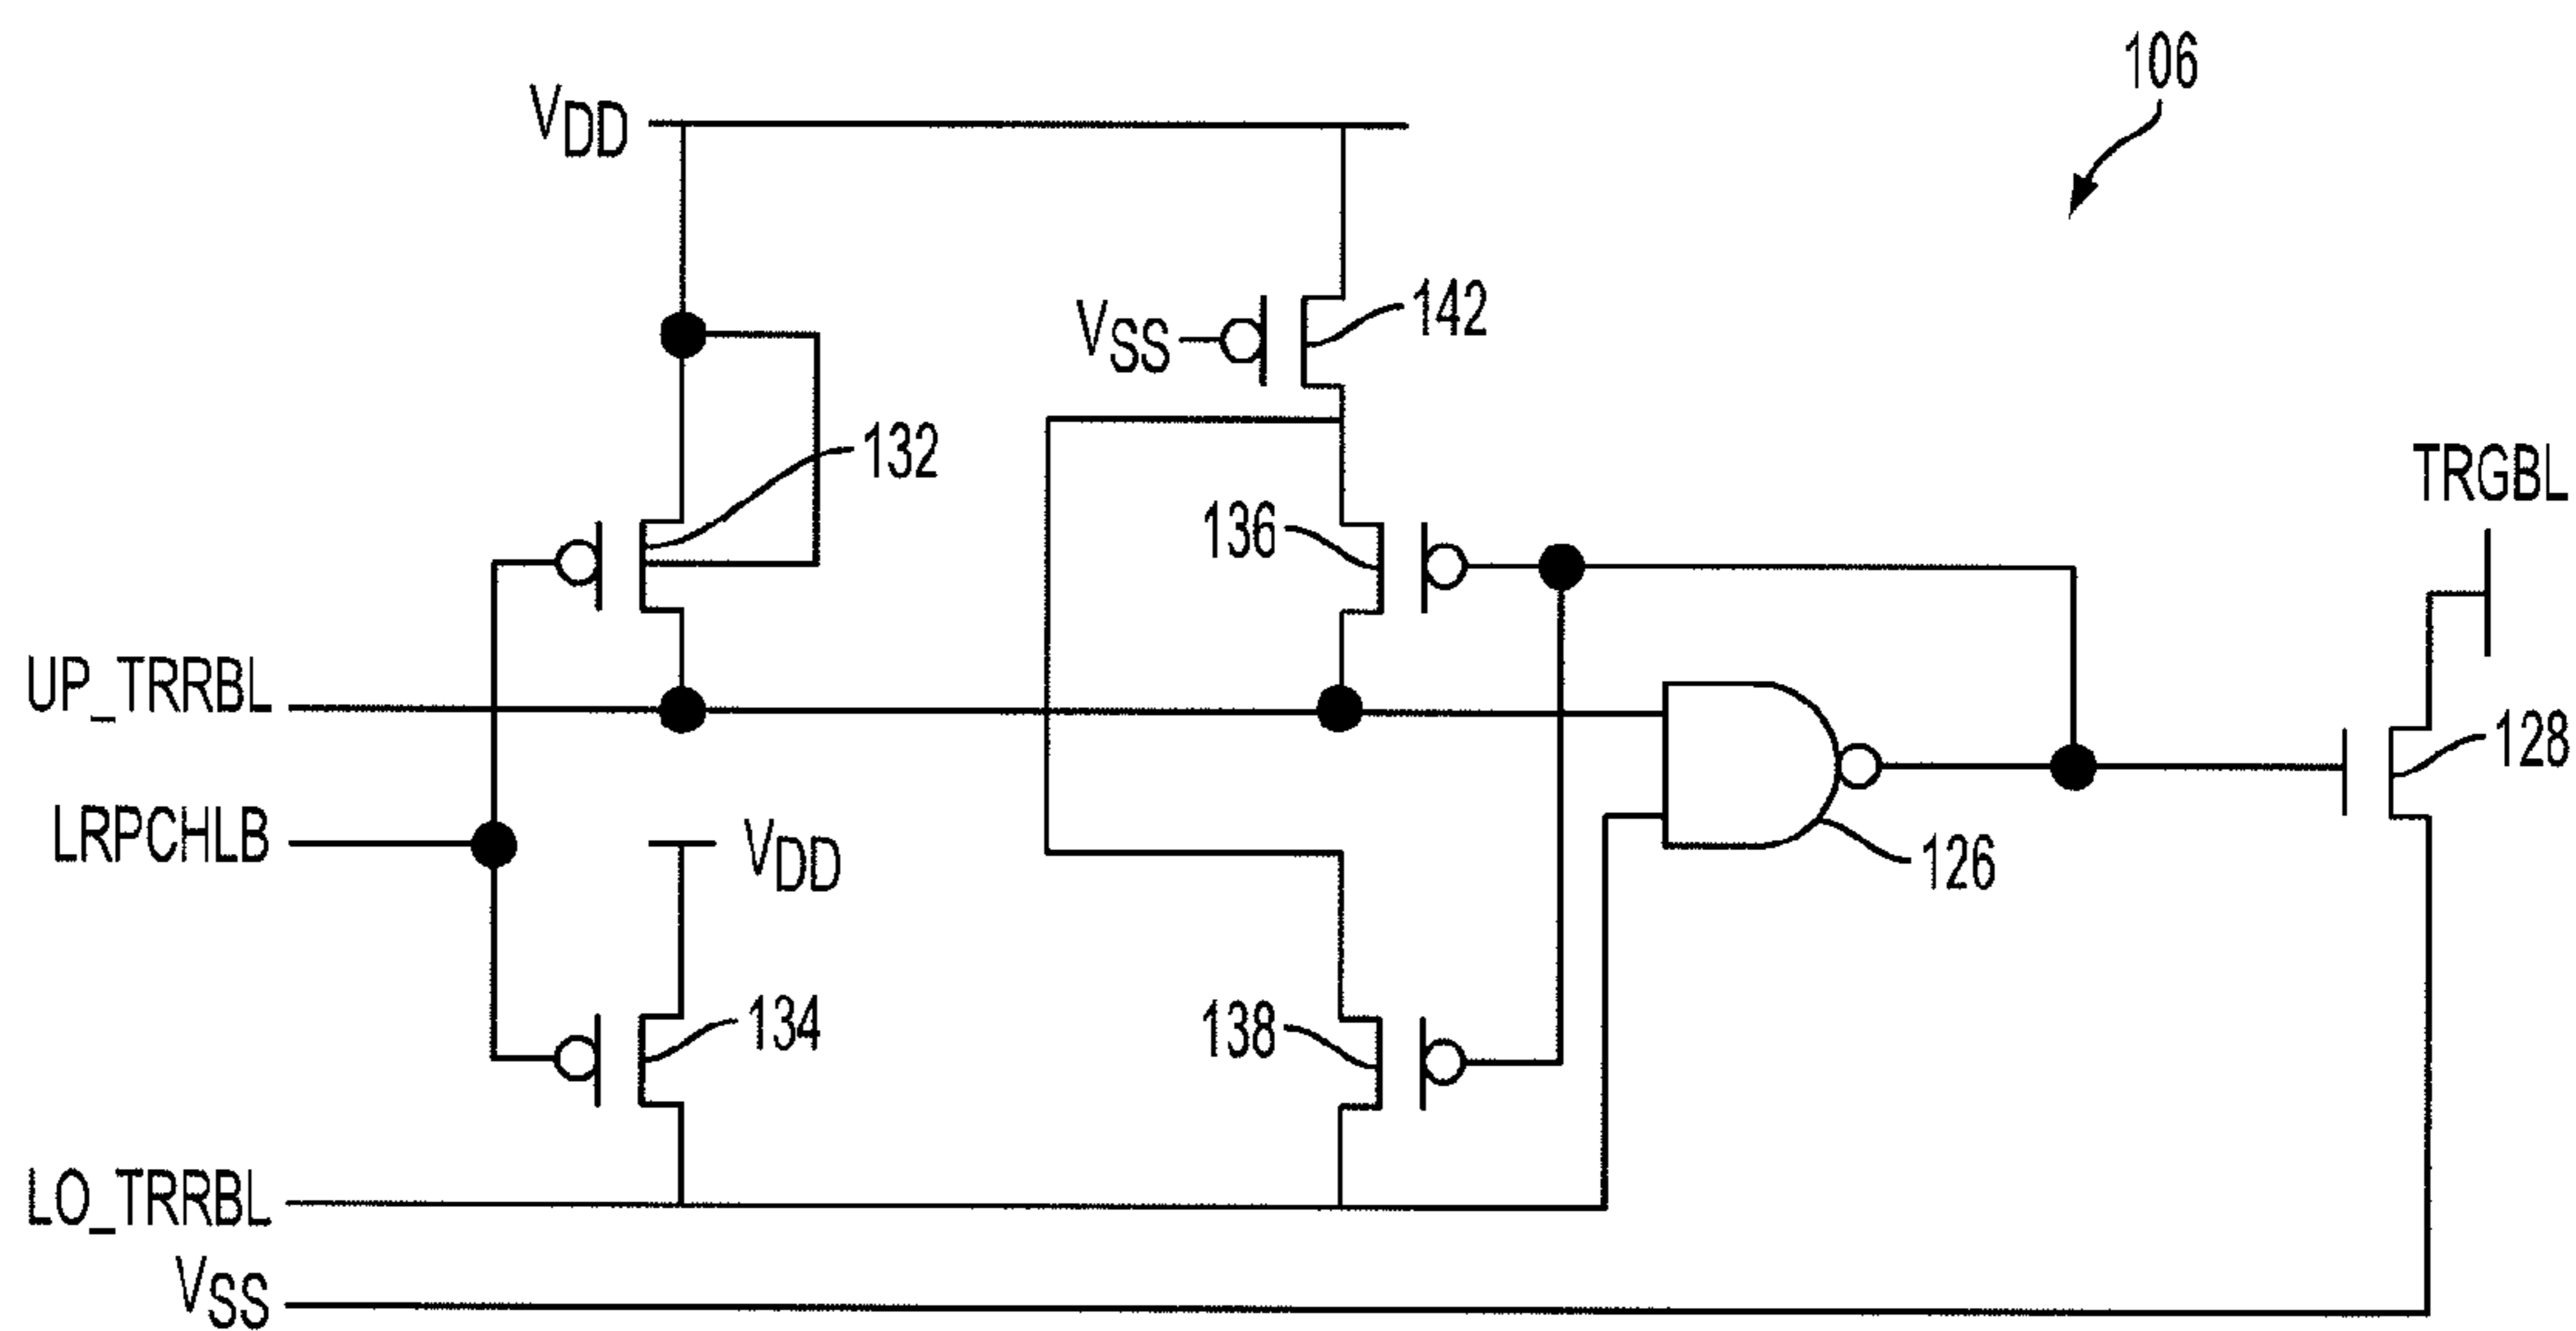 106
VDD
VSS
142
132
136
TRGBL
UP_TRRBL
128
LRPCHLB
VDD
126
134
138
LO_TRRBL
VSS